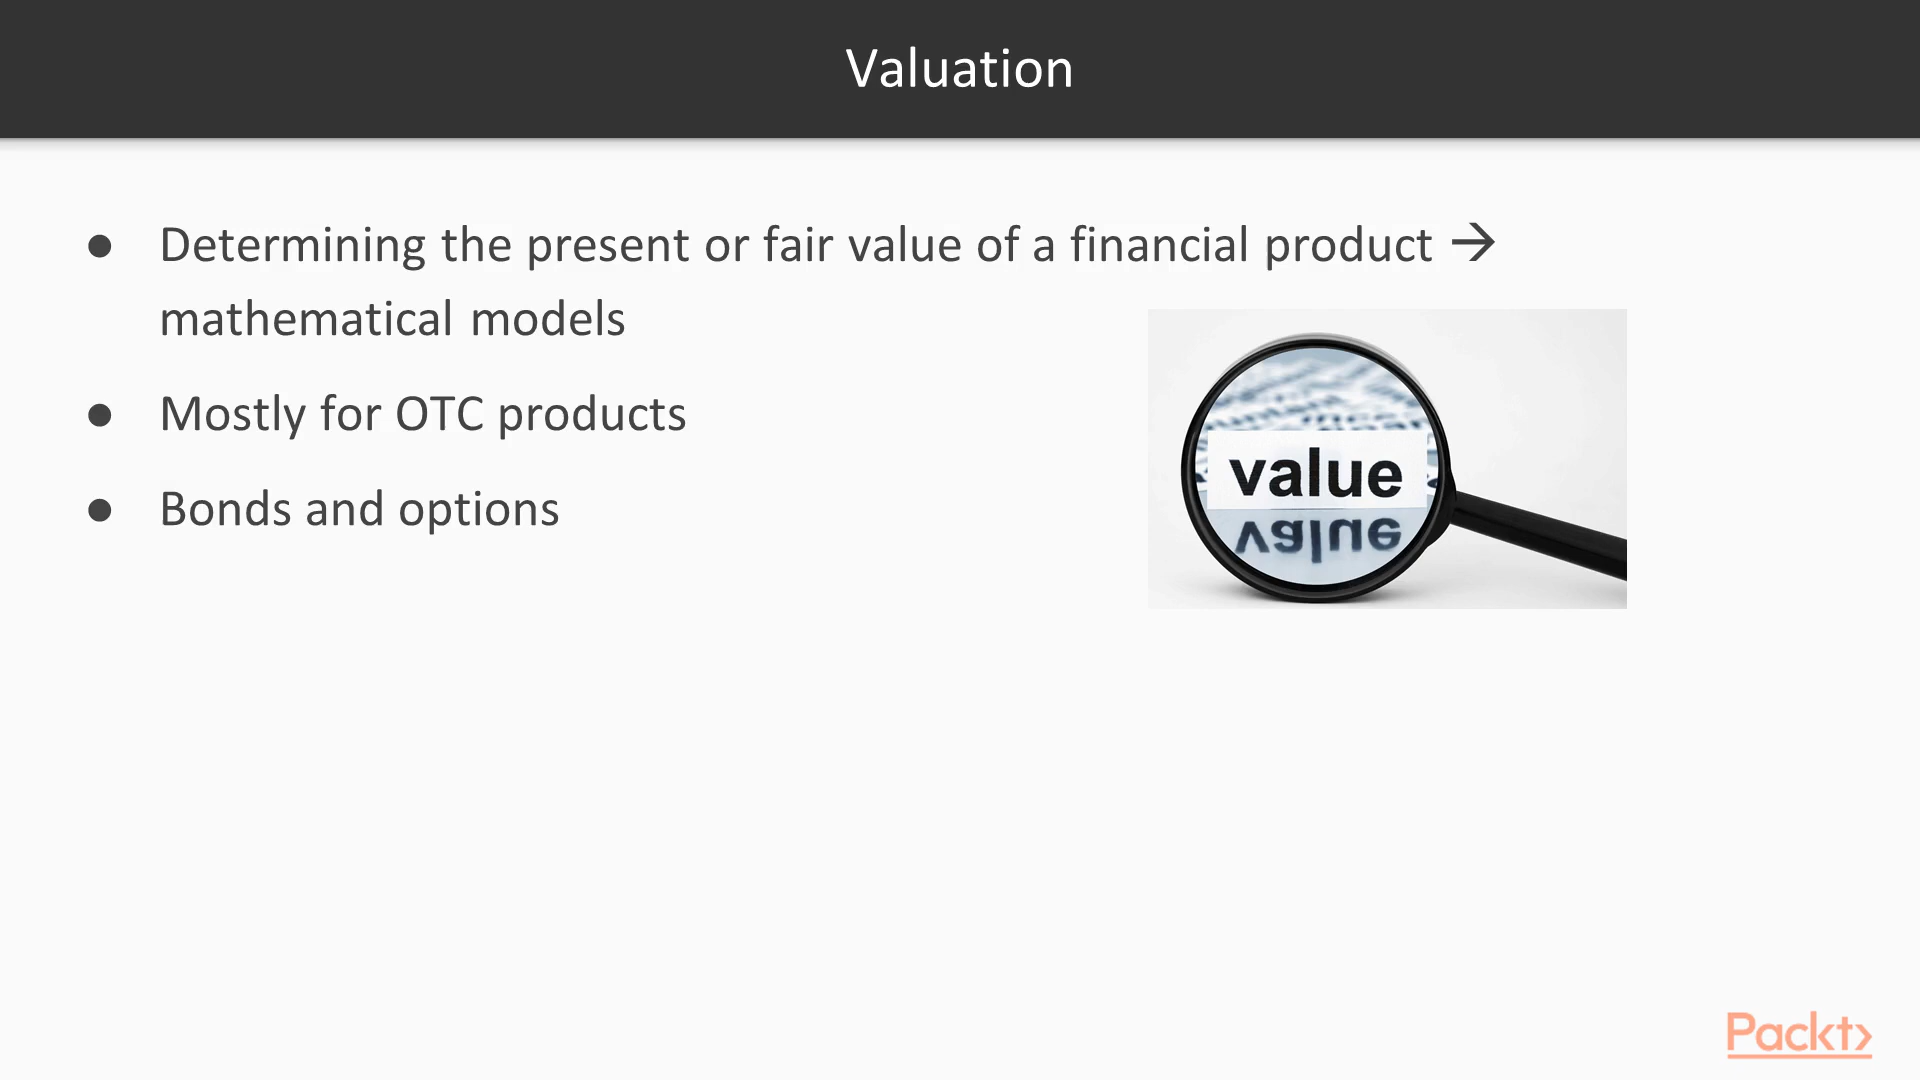 Valuation
● Determining the present or fair value of a financial product →
mathematical models
● Mostly for OTC products
● Bonds and options
value
value
Packt>